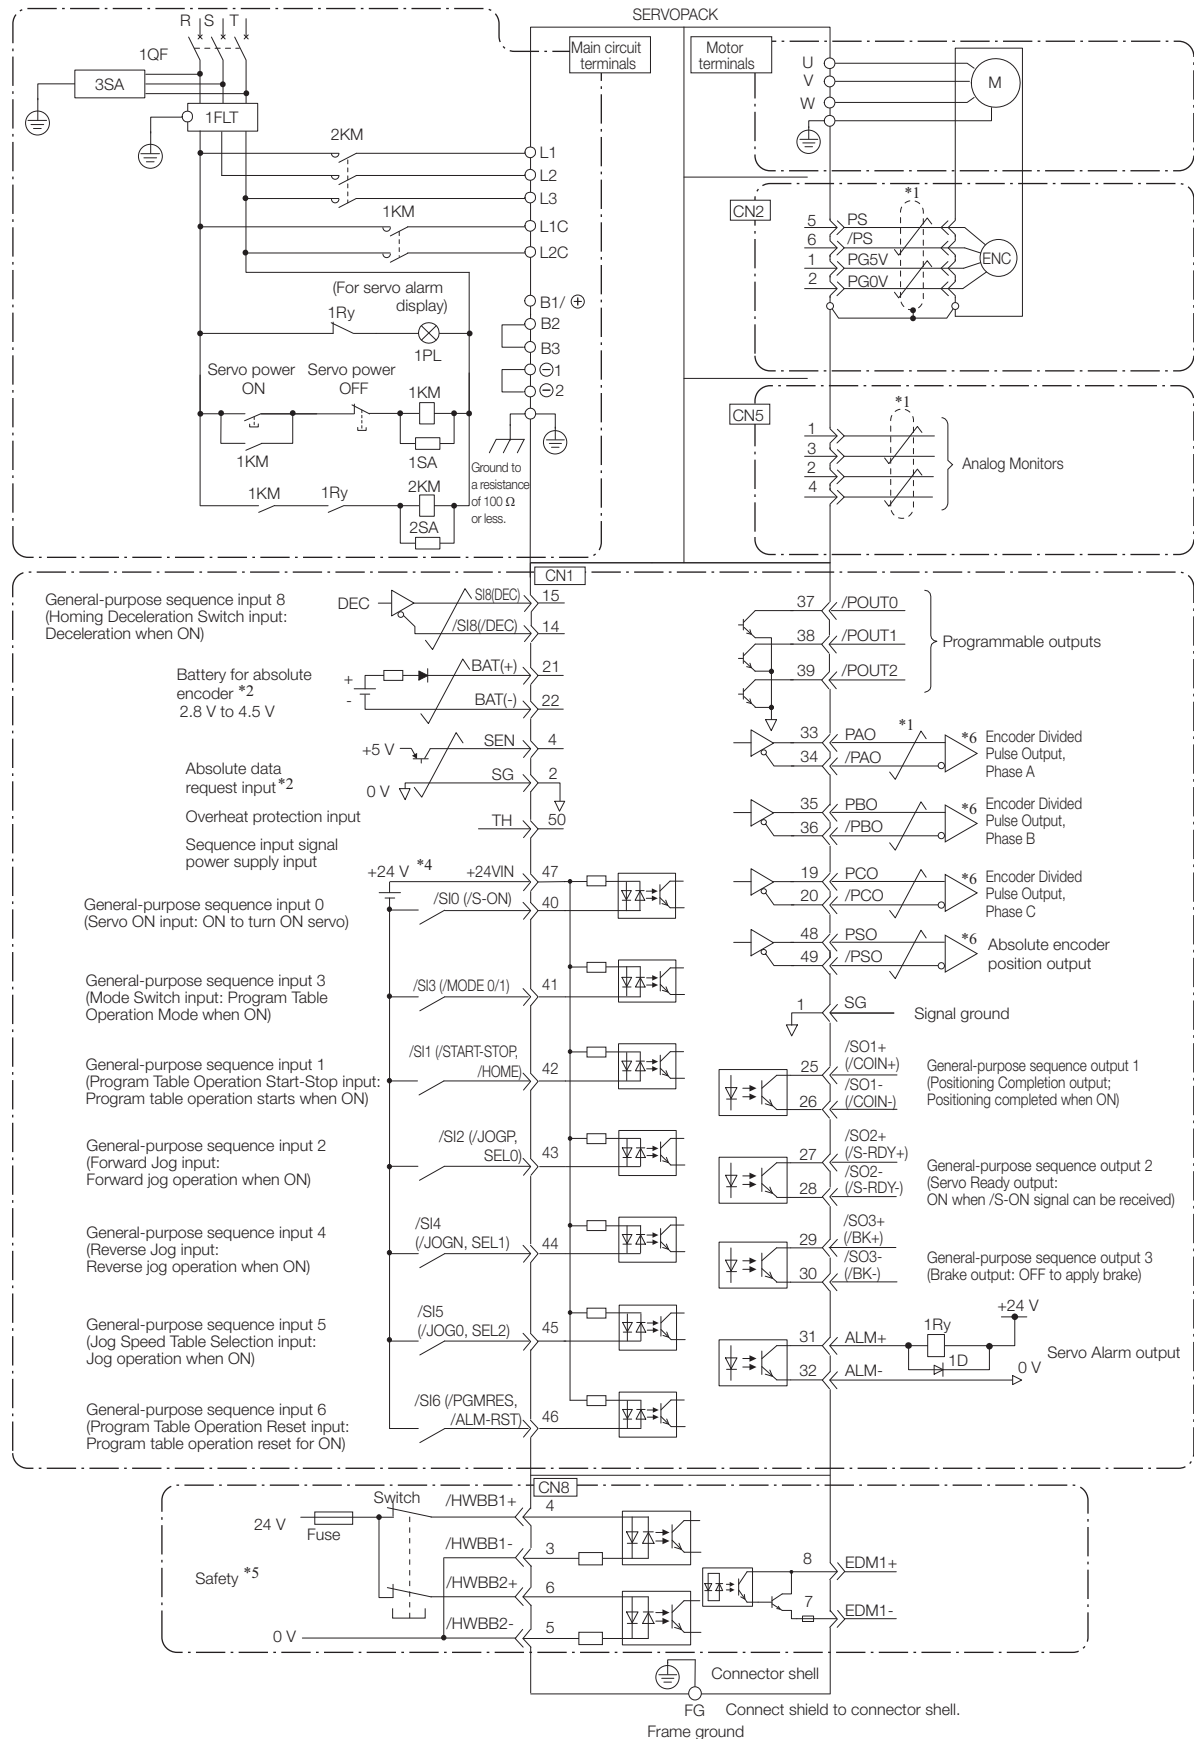 SERVOPACK
R S T
1QF
3SA
1FLT
Main circuit
terminals
2KM
L1
L2
L3
1KM
L1C
L2C
(For servo alarm
display)
1Ry
1PL
B1/ ⊕
B2
B3
⊖1
⊖2
Servo power
ON
Servo power
OFF
1KM
1KM
1SA
1KM
1Ry
2KM
2SA
Ground to
a resistance
of 100 Ω
or less.
Motor
terminals
U
V
W
M
CN2
*1
5 PS
6 /PS
1 PG5V
2 PG0V
ENC
CN5
*1
1
3
2
4
Analog Monitors
CN1
General-purpose sequence input 8
(Homing Deceleration Switch input:
Deceleration when ON)
DEC
SI8(DEC) 15
/SI8(/DEC) 14
Battery for absolute
encoder *2
2.8 V to 4.5 V
+
-
BAT(+) 21
BAT(-) 22
Absolute data
request input*2
+5 V
SEN 4
0 V
SG 2
Overheat protection input
TH 50
Sequence input signal
power supply input
+24 V *4
+24VIN 47
General-purpose sequence input 0
(Servo ON input: ON to turn ON servo)
/SI0 (/S-ON) 40
General-purpose sequence input 3
(Mode Switch input: Program Table
Operation Mode when ON)
/SI3 (/MODE 0/1) 41
General-purpose sequence input 1
(Program Table Operation Start-Stop input:
Program table operation starts when ON)
/SI1 (/START-STOP,
/HOME) 42
General-purpose sequence input 2
(Forward Jog input:
Forward jog operation when ON)
/SI2 (/JOGP,
SEL0) 43
General-purpose sequence input 4
(Reverse Jog input:
Reverse jog operation when ON)
/SI4
(/JOGN, SEL1) 44
General-purpose sequence input 5
(Jog Speed Table Selection input:
Jog operation when ON)
/SI5
(/JOG0, SEL2) 45
General-purpose sequence input 6
(Program Table Operation Reset input:
Program table operation reset for ON)
/SI6 (/PGMRES,
/ALM-RST) 46
37 /POUT0
38 /POUT1
39 /POUT2
Programmable outputs
*1
33 PAO
34 /PAO
*6 Encoder Divided
Pulse Output,
Phase A
35 PBO
36 /PBO
*6 Encoder Divided
Pulse Output,
Phase B
19 PCO
20 /PCO
*6 Encoder Divided
Pulse Output,
Phase C
48 PSO
49 /PSO
*6 Absolute encoder
position output
1 SG
Signal ground
/SO1+
25 (/COIN+)
/SO1-
26 (/COIN-)
General-purpose sequence output 1
(Positioning Completion output;
Positioning completed when ON)
/SO2+
27 (/S-RDY+)
/SO2-
28 (/S-RDY-)
General-purpose sequence output 2
(Servo Ready output:
ON when /S-ON signal can be received)
/SO3+
29 (/BK+)
/SO3-
30 (/BK-)
General-purpose sequence output 3
(Brake output: OFF to apply brake)
+24 V
31 ALM+
1Ry
1D
32 ALM-
0 V
Servo Alarm output
CN8
Switch
24 V
Fuse
/HWBB1+ 4
/HWBB1- 3
Safety *5
/HWBB2+ 6
0 V
/HWBB2- 5
8 EDM1+
7 EDM1-
Connector shell
FG Connect shield to connector shell.
Frame ground